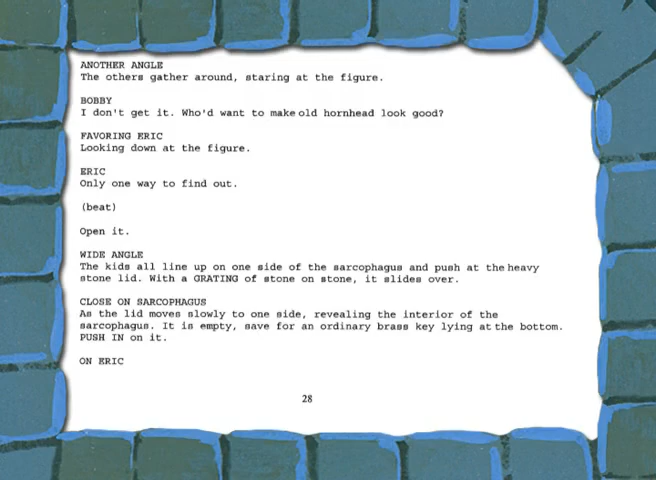 ANOTHER ANGLE
The others gather around, staring at the figure.
BOBBY
I don't get it. Who'd want to make old hornhead look good?
FAVORING ERIC
Looking down at the figure.
ERIC
Only one way to find out.
(beat)
Open it.
WIDE ANGLE
The kids all line up on one side of the sarcophagus and push at the heavy
stone lid. With a GRATING of stone on stone, it slides over.
CLOSE ON SARCOPHAGUS
As the lid moves slowly to one side, revealing the interior of the
sarcophagus. It is empty, save for an ordinary brass key lying at the bottom.
PUSH IN on it.
ON ERIC
28